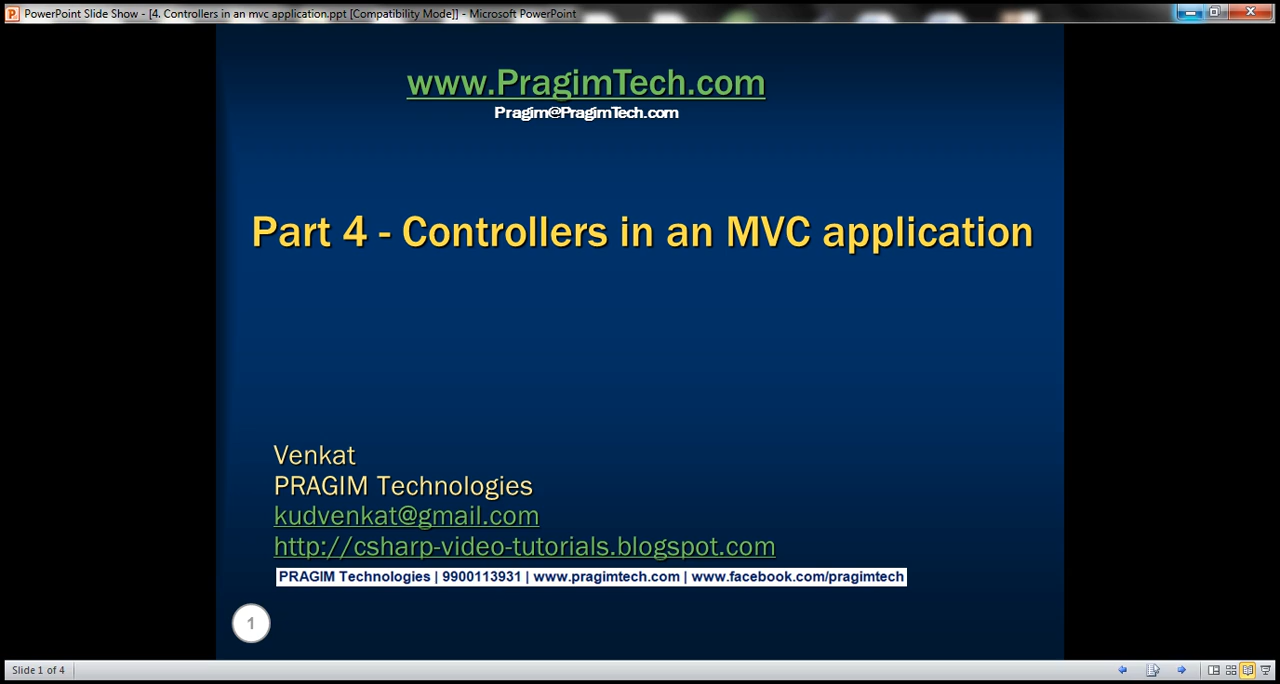 PowerPoint Slide Show - [4. Controllers in an mvc application.ppt [Compatibility Mode]] - Microsoft PowerPoint
www.PragimTech.com
Pragim@PragimTech.com
Part 4 - Controllers in an MVC application
Venkat
PRAGIM Technologies
kudvenkat@gmail.com
http://csharp-video-tutorials.blogspot.com
PRAGIM Technologies | 9900113931 | www.pragimtech.com | www.facebook.com/pragimtech
1
Slide 1 of 4